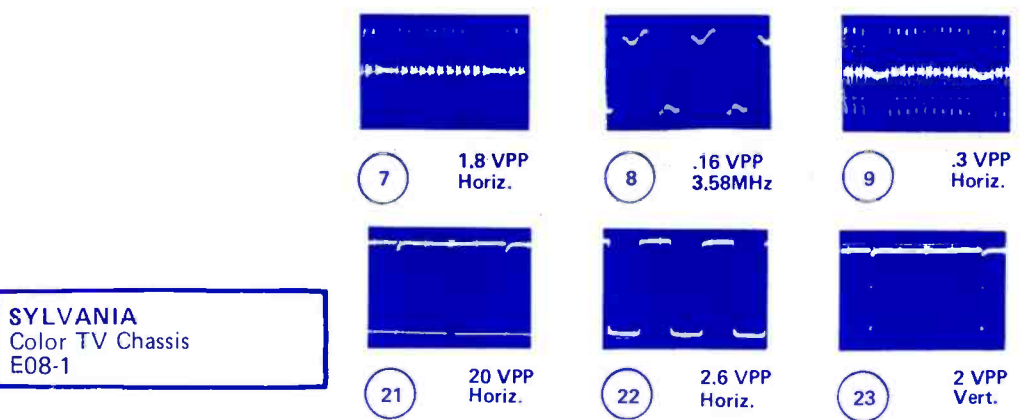 7
1.8 VPP
Horiz.
8
.16 VPP
3.58MHz
9
.3 VPP
Horiz.
SYLVANIA
Color TV Chassis
E08-1
21
20 VPP
Horiz.
22
2.6 VPP
Horiz.
23
2 VPP
Vert.